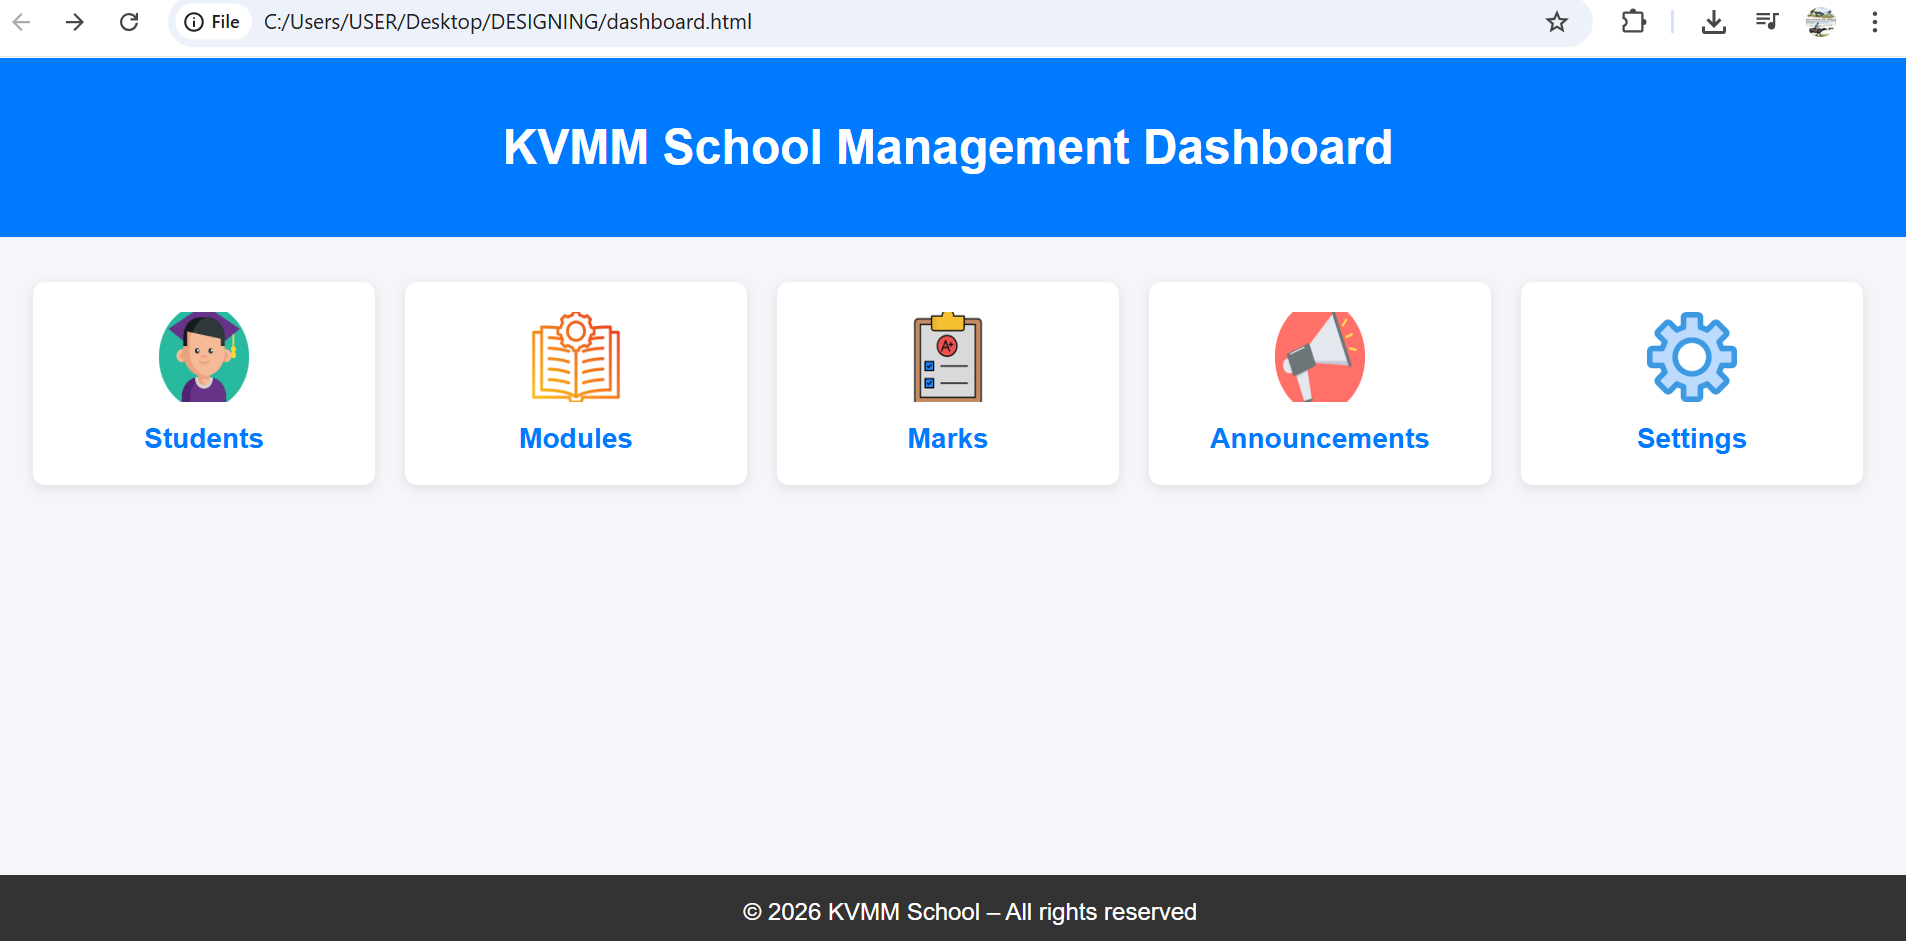 File C:/Users/USER/Desktop/DESIGNING/dashboard.html
KVMM School Management Dashboard
A+
Students
Modules
Marks
Announcements
Settings
© 2026 KVMM School – All rights reserved